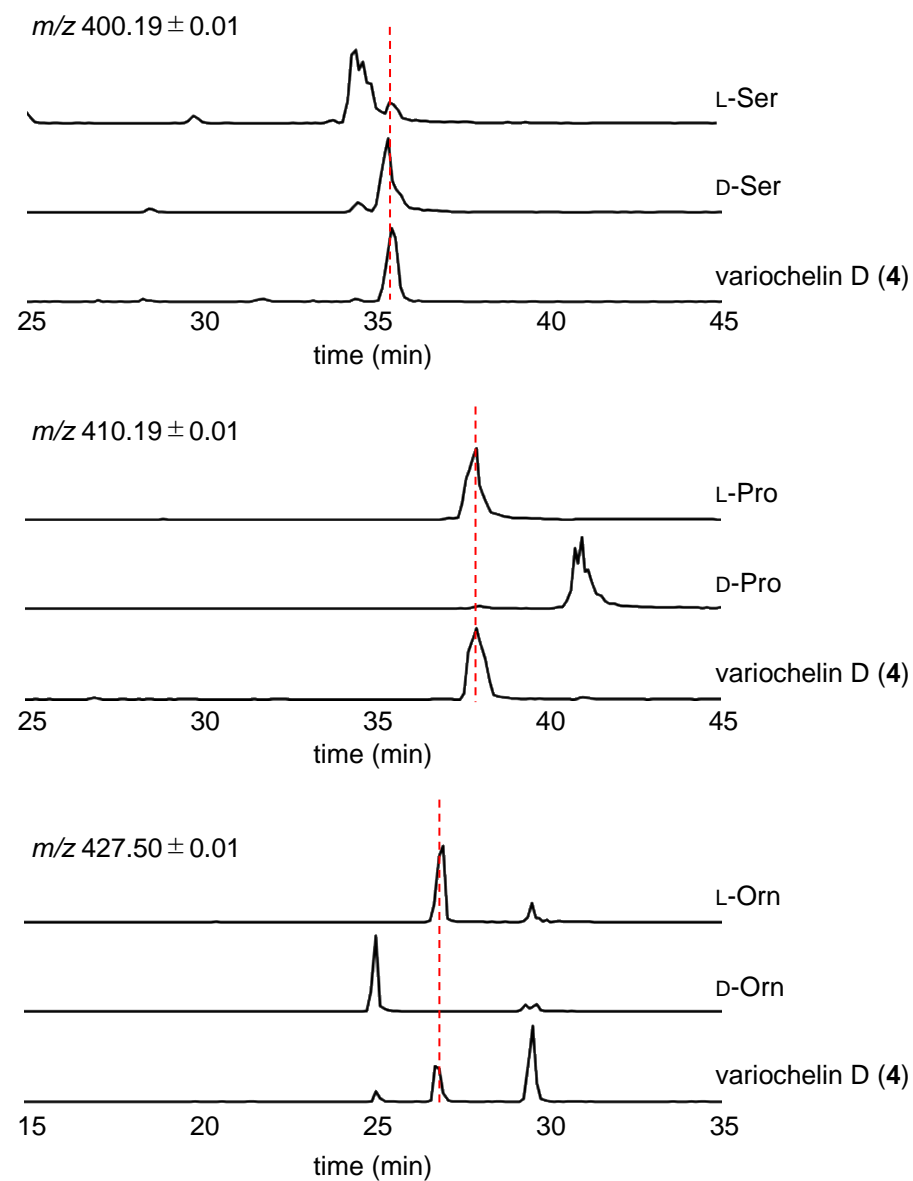 m/z 400.19 ± 0.01
L-Ser
D-Ser
variochelin D (4)
25 30 35 40 45
time (min)
m/z 410.19 ± 0.01
L-Pro
D-Pro
variochelin D (4)
25 30 35 40 45
time (min)
m/z 427.50 ± 0.01
L-Orn
D-Orn
variochelin D (4)
15 20 25 30 35
time (min)